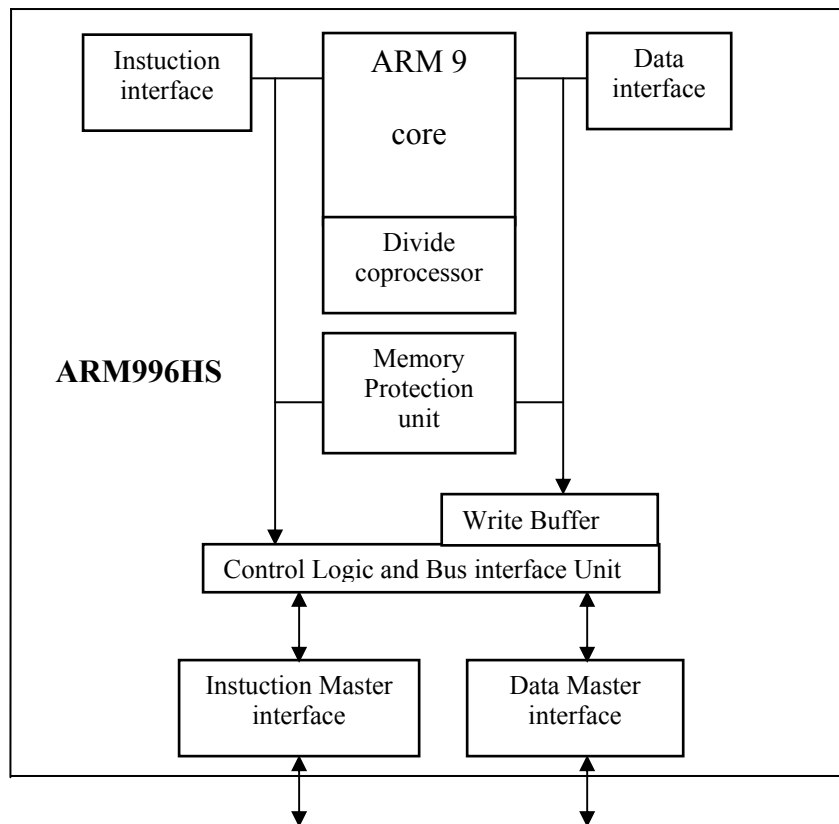 Instuction
interface
ARM 9
core
Data
interface
Divide
coprocessor
ARM996HS
Memory
Protection
unit
Write Buffer
Control Logic and Bus interface Unit
Instuction Master
interface
Data Master
interface